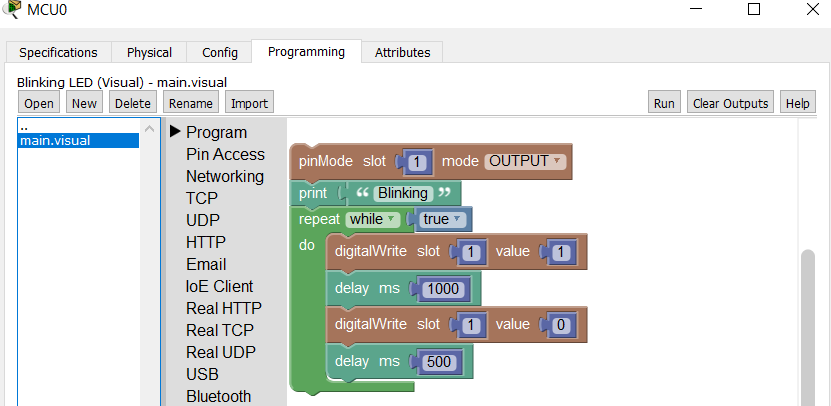 MCU0
Specifications Physical Config Programming Attributes
Blinking LED (Visual) - main.visual
Open New Delete Rename Import Run Clear Outputs Help
..
main.visual
Program
Pin Access
Networking
TCP
UDP
HTTP
Email
IoE Client
Real HTTP
Real TCP
Real UDP
USB
Bluetooth
pinMode slot 1 mode OUTPUT
print “ Blinking ”
repeat while true
do
digitalWrite slot 1 value 1
delay ms 1000
digitalWrite slot 1 value 0
delay ms 500